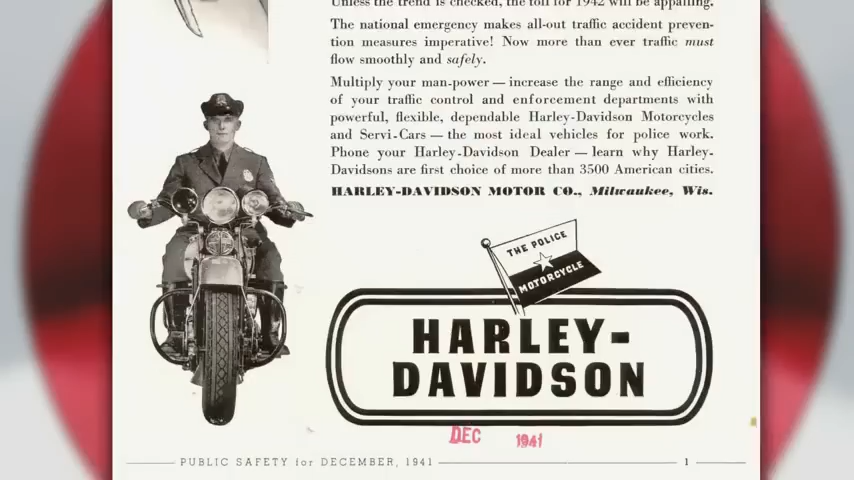 Unless the trend is checked, the toll for 1942 will be appalling.
The national emergency makes all-out traffic accident preven-
tion measures imperative! Now more than ever traffic must
flow smoothly and safely.
Multiply your man-power — increase the range and efficiency
of your traffic control and enforcement departments with
powerful, flexible, dependable Harley-Davidson Motorcycles
and Servi-Cars — the most ideal vehicles for police work.
Phone your Harley-Davidson Dealer — learn why Harley-
Davidsons are first choice of more than 3500 American cities.
HARLEY-DAVIDSON MOTOR CO., Milwaukee, Wis.
THE POLICE
MOTORCYCLE
HARLEY-
DAVIDSON
DEC 1941
PUBLIC SAFETY for DECEMBER, 1941 1